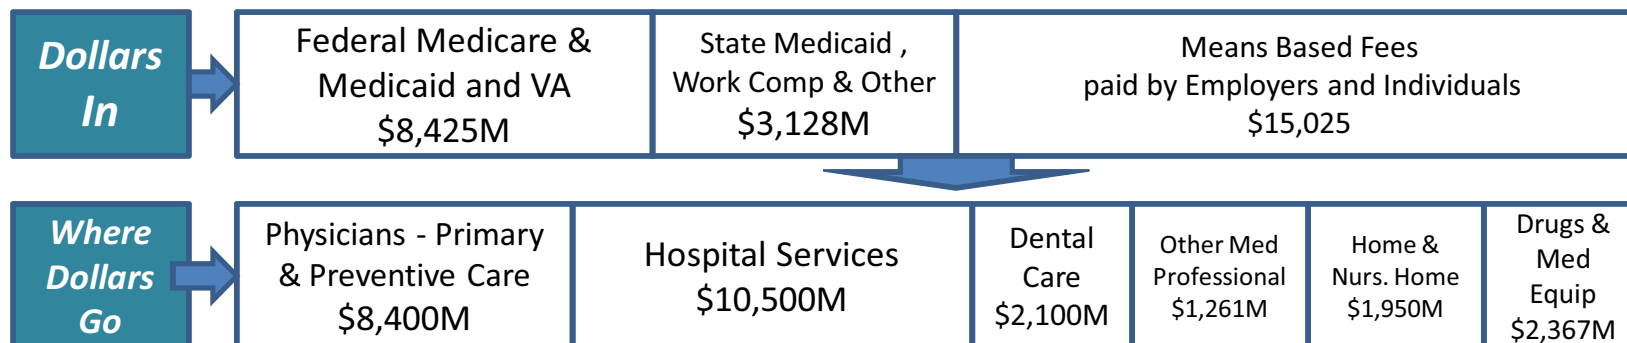 Dollars
In
Federal Medicare &
Medicaid and VA
$8,425M
State Medicaid ,
Work Comp & Other
$3,128M
Means Based Fees
paid by Employers and Individuals
$15,025
Where
Dollars
Go
Physicians - Primary
& Preventive Care
$8,400M
Hospital Services
$10,500M
Dental
Care
$2,100M
Other Med
Professional
$1,261M
Home &
Nurs. Home
$1,950M
Drugs &
Med
Equip
$2,367M